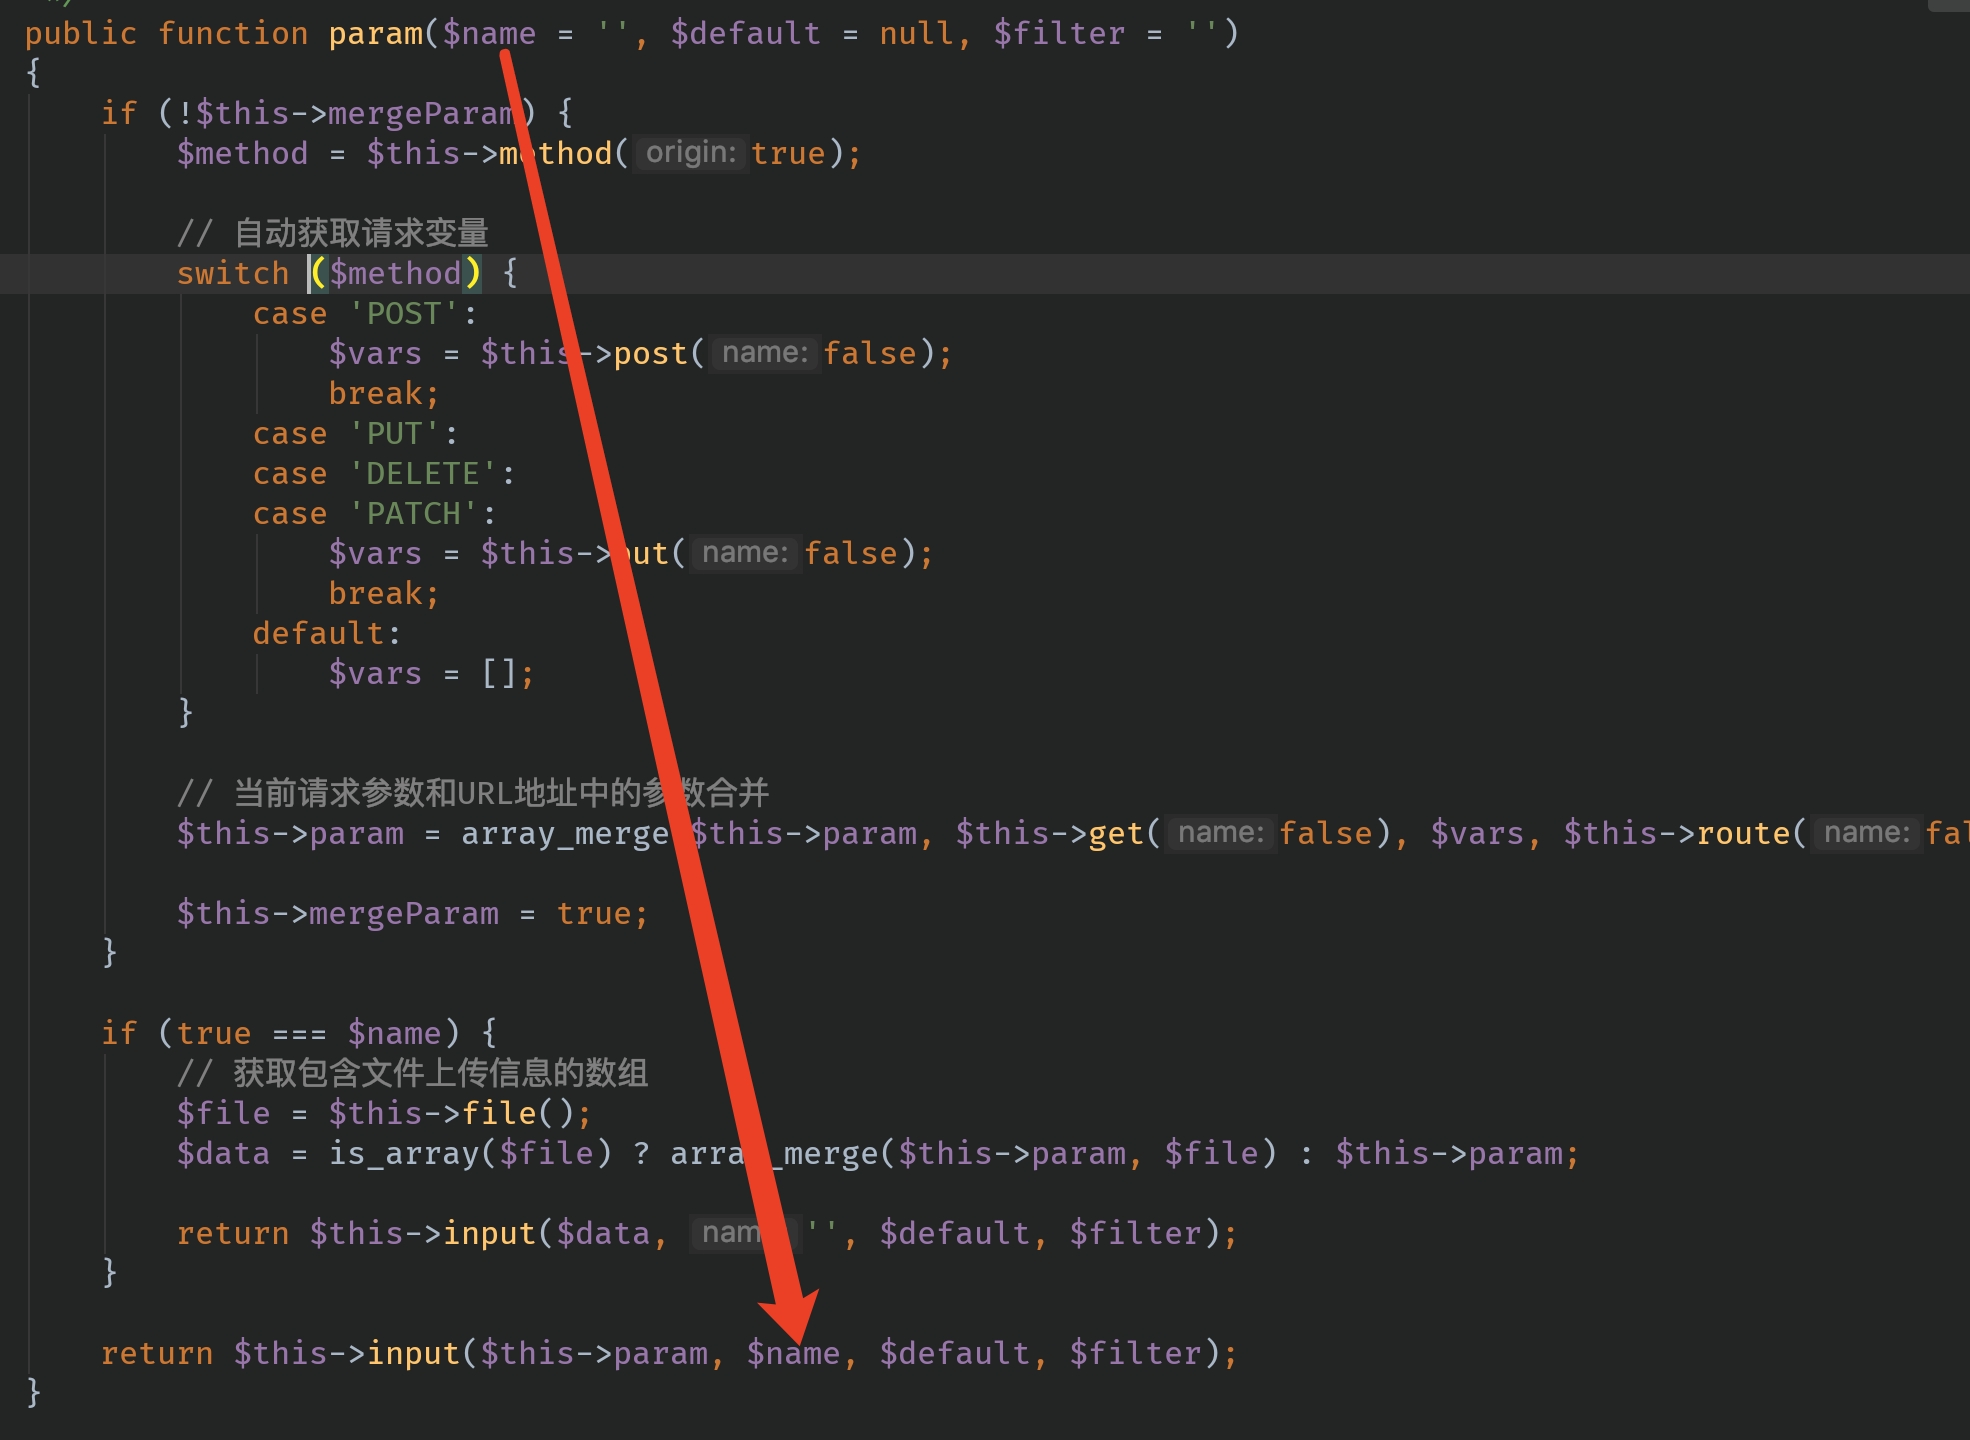 */
public function param($name = '', $default = null, $filter = '')
{
    if (!$this->mergeParam) {
        $method = $this->method( origin: true);

        // 自动获取请求变量
        switch ($method) {
            case 'POST':
                $vars = $this->post( name: false);
                break;
            case 'PUT':
            case 'DELETE':
            case 'PATCH':
                $vars = $this->put( name: false);
                break;
            default:
                $vars = [];
        }

        // 当前请求参数和URL地址中的参数合并
        $this->param = array_merge($this->param, $this->get( name: false), $vars, $this->route( name: fal

        $this->mergeParam = true;
    }

    if (true === $name) {
        // 获取包含文件上传信息的数组
        $file = $this->file();
        $data = is_array($file) ? array_merge($this->param, $file) : $this->param;

        return $this->input($data, name: '', $default, $filter);
    }

    return $this->input($this->param, $name, $default, $filter);
}